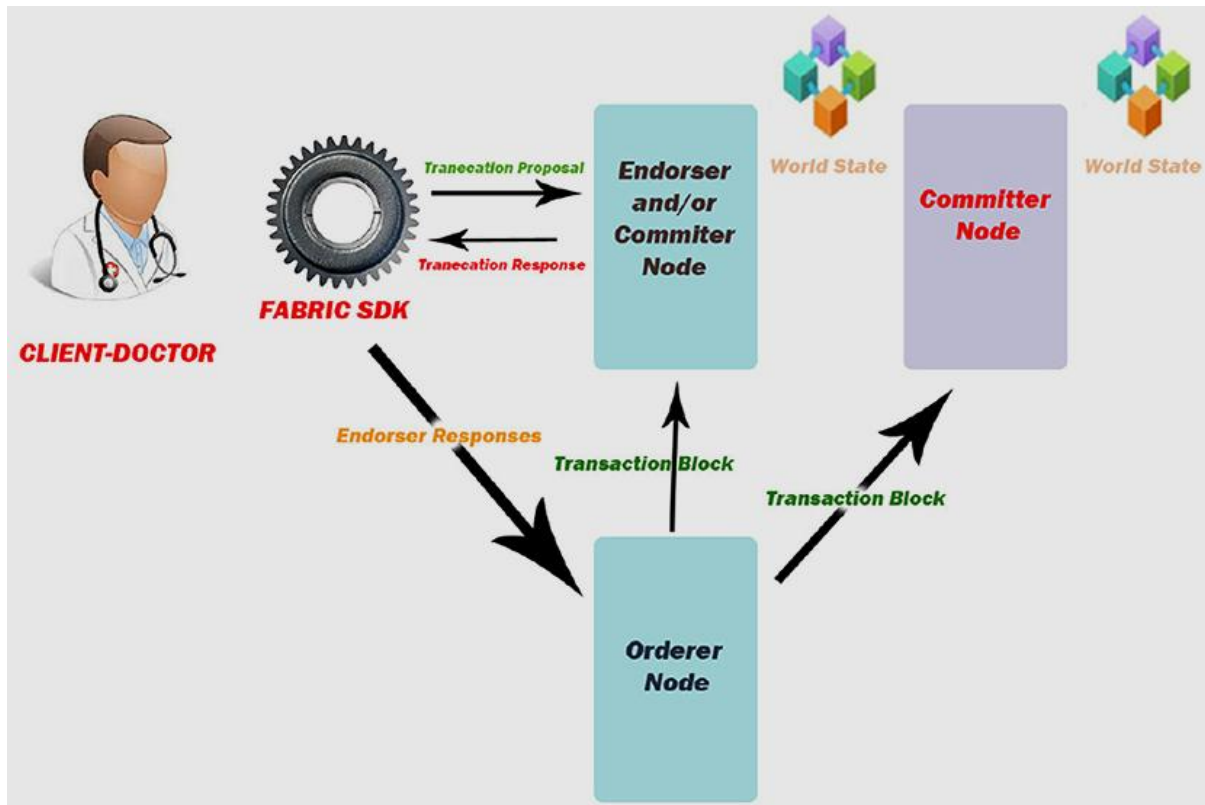 World State
World State
Tranecation Proposal
Tranecation Response
Endorser
and/or
Commiter
Node
Committer
Node
FABRIC SDK
CLIENT-DOCTOR
Endorser Responses
Transaction Block
Transaction Block
Orderer
Node